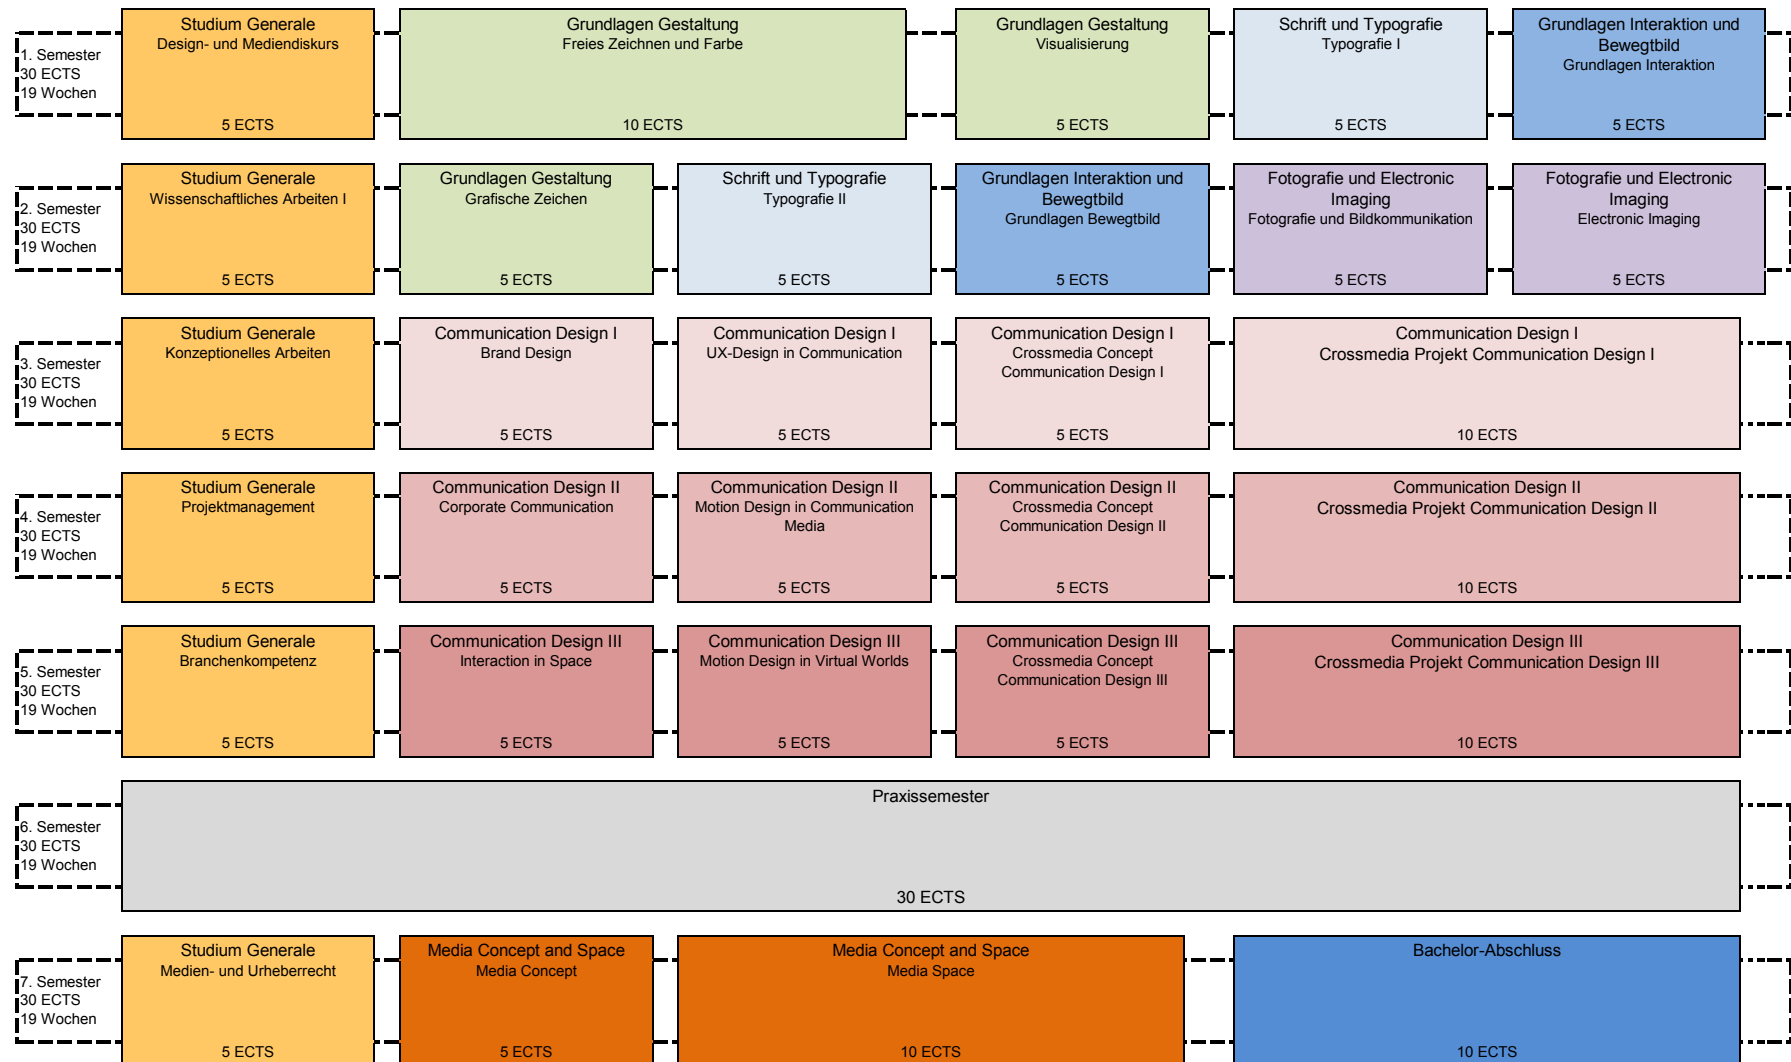 1. Semester
30 ECTS
19 Wochen
Studium Generale
Design- und Mediendiskurs
5 ECTS
Grundlagen Gestaltung
Freies Zeichnen und Farbe
10 ECTS
Grundlagen Gestaltung
Visualisierung
5 ECTS
Schrift und Typografie
Typografie I
5 ECTS
Grundlagen Interaktion und
Bewegtbild
Grundlagen Interaktion
5 ECTS
2. Semester
30 ECTS
19 Wochen
Studium Generale
Wissenschaftliches Arbeiten I
5 ECTS
Grundlagen Gestaltung
Grafische Zeichen
5 ECTS
Schrift und Typografie
Typografie II
5 ECTS
Grundlagen Interaktion und
Bewegtbild
Grundlagen Bewegtbild
5 ECTS
Fotografie und Electronic
Imaging
Fotografie und Bildkommunikation
5 ECTS
Fotografie und Electronic
Imaging
Electronic Imaging
5 ECTS
3. Semester
30 ECTS
19 Wochen
Studium Generale
Konzeptionelles Arbeiten
5 ECTS
Communication Design I
Brand Design
5 ECTS
Communication Design I
UX-Design in Communication
5 ECTS
Communication Design I
Crossmedia Concept
Communication Design I
5 ECTS
Communication Design I
Crossmedia Projekt Communication Design I
10 ECTS
4. Semester
30 ECTS
19 Wochen
Studium Generale
Projektmanagement
5 ECTS
Communication Design II
Corporate Communication
5 ECTS
Communication Design II
Motion Design in Communication
Media
5 ECTS
Communication Design II
Crossmedia Concept
Communication Design II
5 ECTS
Communication Design II
Crossmedia Projekt Communication Design II
10 ECTS
5. Semester
30 ECTS
19 Wochen
Studium Generale
Branchenkompetenz
5 ECTS
Communication Design III
Interaction in Space
5 ECTS
Communication Design III
Motion Design in Virtual Worlds
5 ECTS
Communication Design III
Crossmedia Concept
Communication Design III
5 ECTS
Communication Design III
Crossmedia Projekt Communication Design III
10 ECTS
6. Semester
30 ECTS
19 Wochen
Praxissemester
30 ECTS
7. Semester
30 ECTS
19 Wochen
Studium Generale
Medien- und Urheberrecht
5 ECTS
Media Concept and Space
Media Concept
5 ECTS
Media Concept and Space
Media Space
10 ECTS
Bachelor-Abschluss
10 ECTS